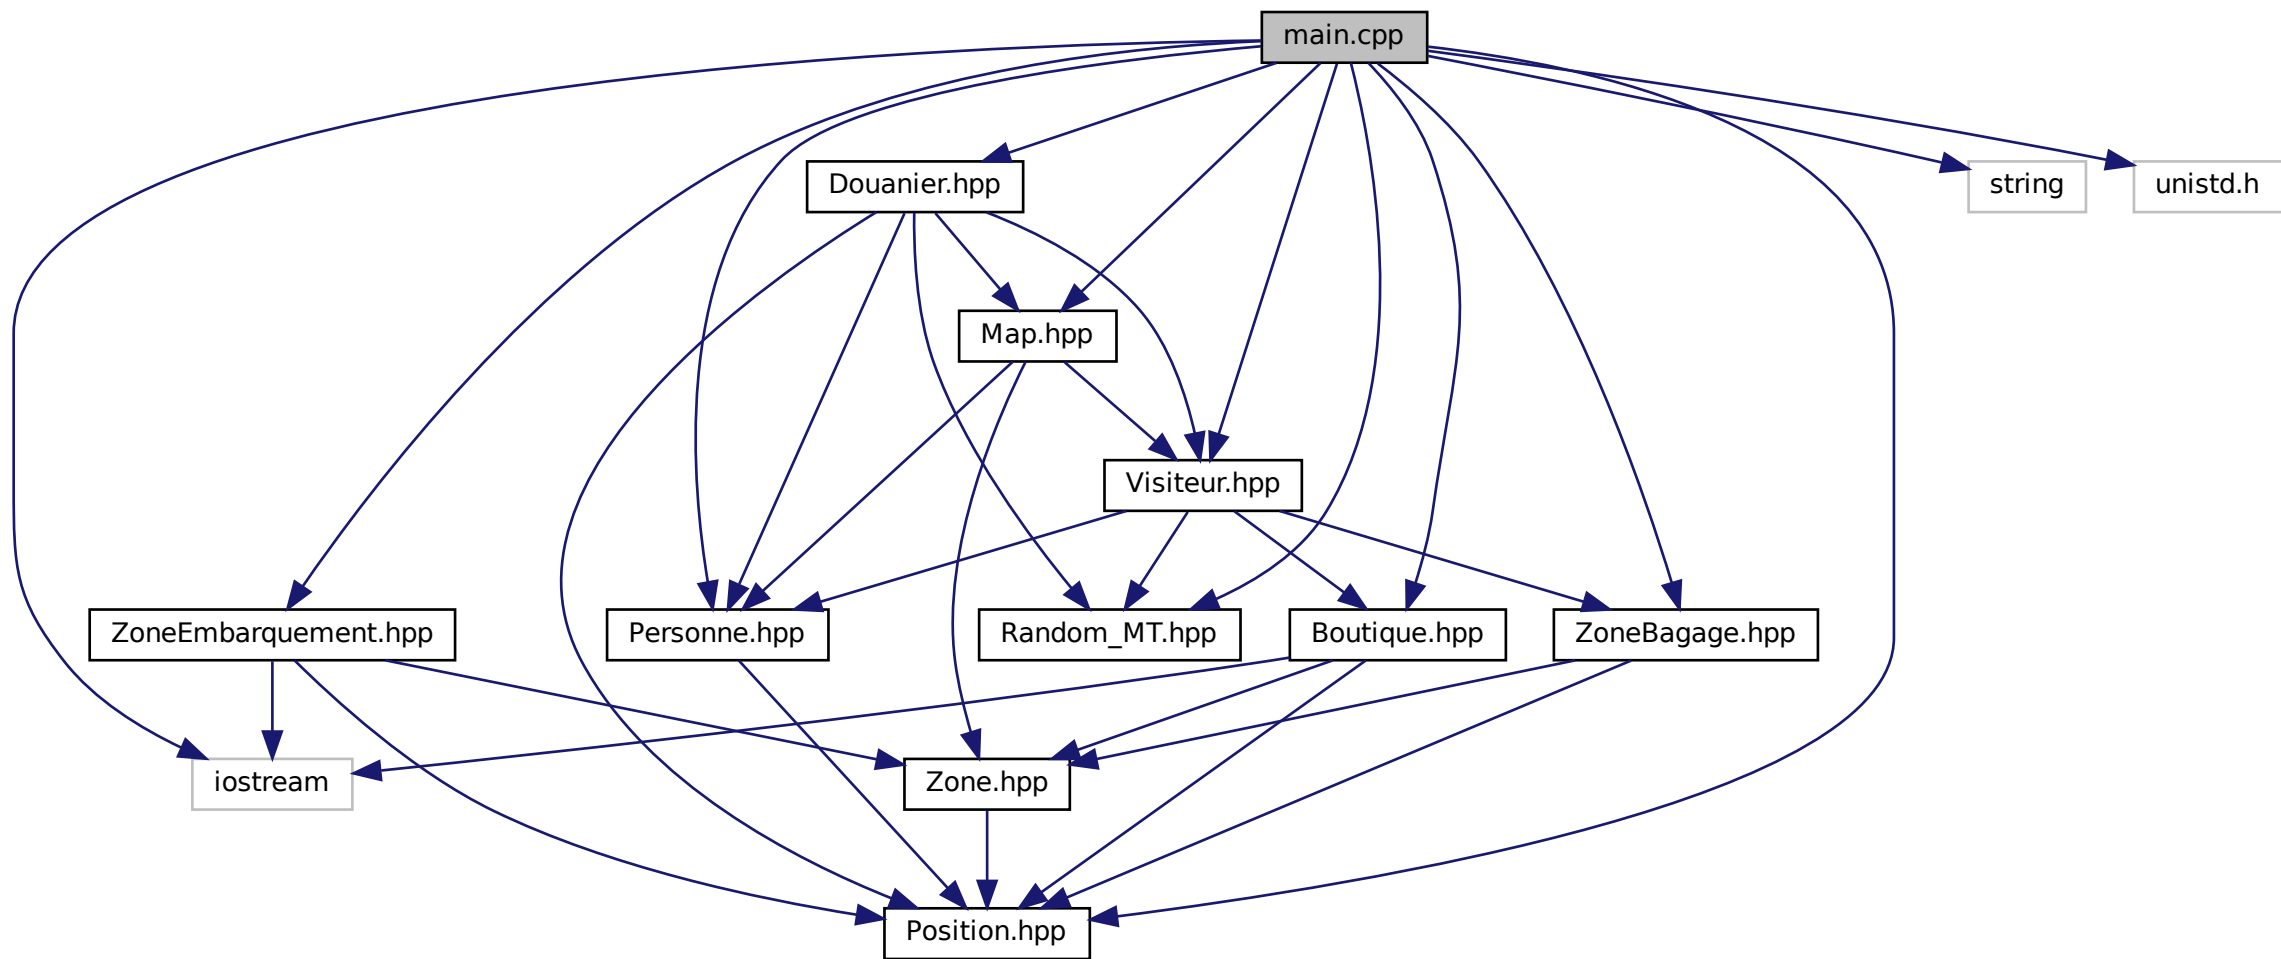 main.cpp
Douanier.hpp
string
unistd.h
Map.hpp
Visiteur.hpp
ZoneEmbarquement.hpp
Personne.hpp
Random_MT.hpp
Boutique.hpp
ZoneBagage.hpp
iostream
Zone.hpp
Position.hpp